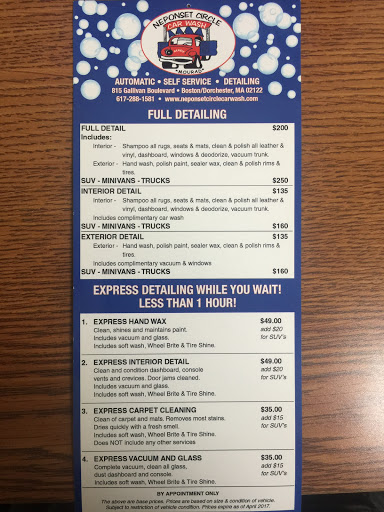 NEPONSET CIRCLE
CAR WASH
"MOURAD"
AUTOMATIC • SELF SERVICE • DETAILING
815 Gallivan Boulevard • Boston/Dorchester, MA 02122
617-288-1581 • www.neponsetcirclecarwash.com
FULL DETAILING
FULL DETAIL $200
Includes:
Interior - Shampoo all rugs, seats & mats, clean & polish all leather &
vinyl, dashboard, windows & deodorize, vacuum trunk.
Exterior - Hand wash, polish paint, sealer wax, clean & polish rims &
tires.
SUV - MINIVANS - TRUCKS $250
INTERIOR DETAIL $135
Interior - Shampoo all rugs, seats & mats, clean & polish all leather &
vinyl, dashboard, windows & deodorize, vacuum trunk.
Includes complimentary car wash
SUV - MINIVANS - TRUCKS $160
EXTERIOR DETAIL $135
Exterior - Hand wash, polish paint, sealer wax, clean & polish rims &
tires.
Includes complimentary vacuum & windows
SUV - MINIVANS - TRUCKS $160
EXPRESS DETAILING WHILE YOU WAIT!
LESS THAN 1 HOUR!
1. EXPRESS HAND WAX $49.00
Clean, shines and maintains paint. add $20
Includes vacuum and glass. for SUV's
Includes soft wash, Wheel Brite & Tire Shine.
2. EXPRESS INTERIOR DETAIL $49.00
Clean and condition dashboard, console add $20
vents and crevices. Door jams cleaned. for SUV's
Includes vacuum and glass.
Includes soft wash, Wheel Brite & Tire Shine.
3. EXPRESS CARPET CLEANING $35.00
Clean of carpet and mats. Removes most stains. add $15
Dries quickly with a fresh smell. for SUV's
Includes soft wash, Wheel Brite & Tire Shine.
Does NOT include any other services
4. EXPRESS VACUUM AND GLASS $35.00
Complete vacuum, clean all glass, add $15
dust dashboard and console. for SUV's
Includes soft wash, Wheel Brite & Tire Shine.
BY APPOINTMENT ONLY
The above are base prices. Prices are based on size & condition of vehicle.
Subject to restriction of vehicle condition. Prices expire as of April 2017.